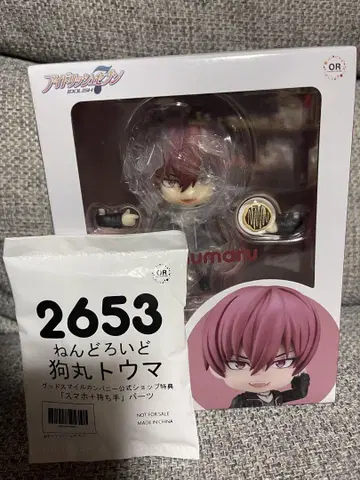 アイドリッシュセブン
IDOLiSH7
OR
umaru
OR
2653
ねんどろいど
狗丸トウマ
グッドスマイルカンパニー公式ショップ特典
「スマホ+持ち手」パーツ
NOT FOR SALE
MADE IN CHINA